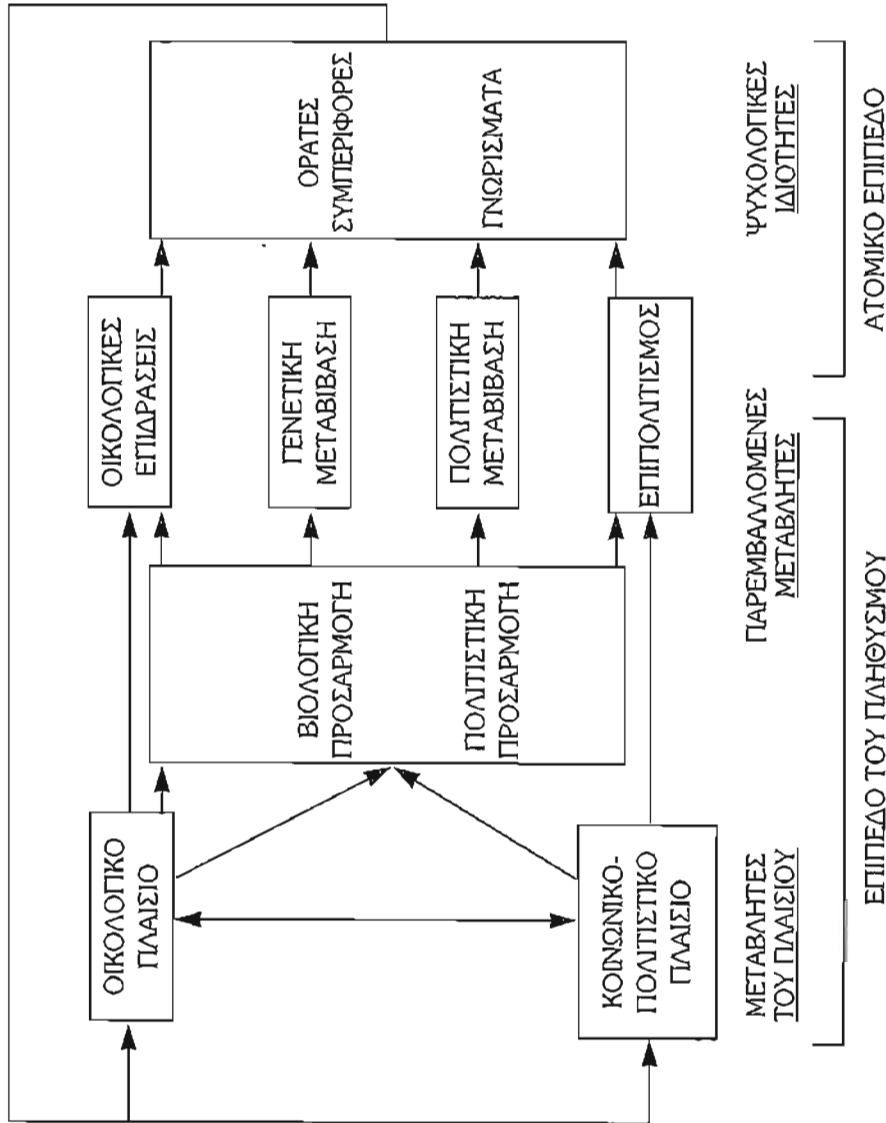 ΟΙΚΟΛΟΓΙΚΟ
ΠΛΑΙΣΙΟ
ΚΟΙΝΩΝΙΚΟ-
ΠΟΛΙΤΙΣΤΙΚΟ
ΠΛΑΙΣΙΟ
ΒΙΟΛΟΓΙΚΗ
ΠΡΟΣΑΡΜΟΓΗ
ΠΟΛΙΤΙΣΤΙΚΗ
ΠΡΟΣΑΡΜΟΓΗ
ΟΙΚΟΛΟΓΙΚΕΣ
ΕΠΙΔΡΑΣΕΙΣ
ΓΕΝΕΤΙΚΗ
ΜΕΤΑΒΙΒΑΣΗ
ΠΟΛΙΤΙΣΤΙΚΗ
ΜΕΤΑΒΙΒΑΣΗ
ΕΠΙΠΟΛΙΤΙΣΜΟΣ
ΟΡΑΤΕΣ
ΣΥΜΠΕΡΙΦΟΡΕΣ
ΓΝΩΡΙΣΜΑΤΑ
ΜΕΤΑΒΛΗΤΕΣ
ΤΟΥ ΠΛΑΙΣΙΟΥ
ΠΑΡΕΜΒΑΛΛΟΜΕΝΕΣ
ΜΕΤΑΒΛΗΤΕΣ
ΨΥΧΟΛΟΓΙΚΕΣ
ΙΔΙΟΤΗΤΕΣ
ΕΠΙΠΕΔΟ ΤΟΥ ΠΛΗΘΥΣΜΟΥ
ΑΤΟΜΙΚΟ ΕΠΙΠΕΔΟ